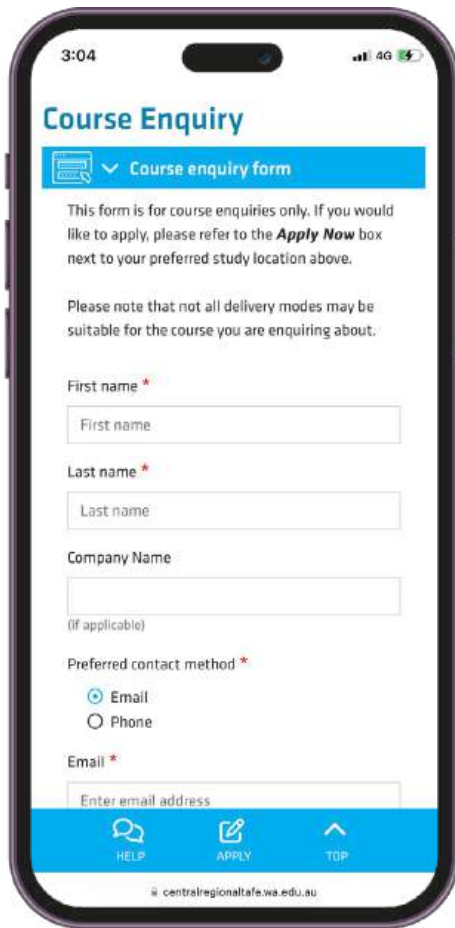 3:04
4G
Course Enquiry
Course enquiry form
This form is for course enquiries only. If you would
like to apply, please refer to the Apply Now box
next to your preferred study location above.
Please note that not all delivery modes may be
suitable for the course you are enquiring about.
First name *
First name
Last name *
Last name
Company Name
(if applicable)
Preferred contact method *
Email
Phone
Email *
Enter email address
HELP
APPLY
TOP
centralregionaltafe.wa.edu.au